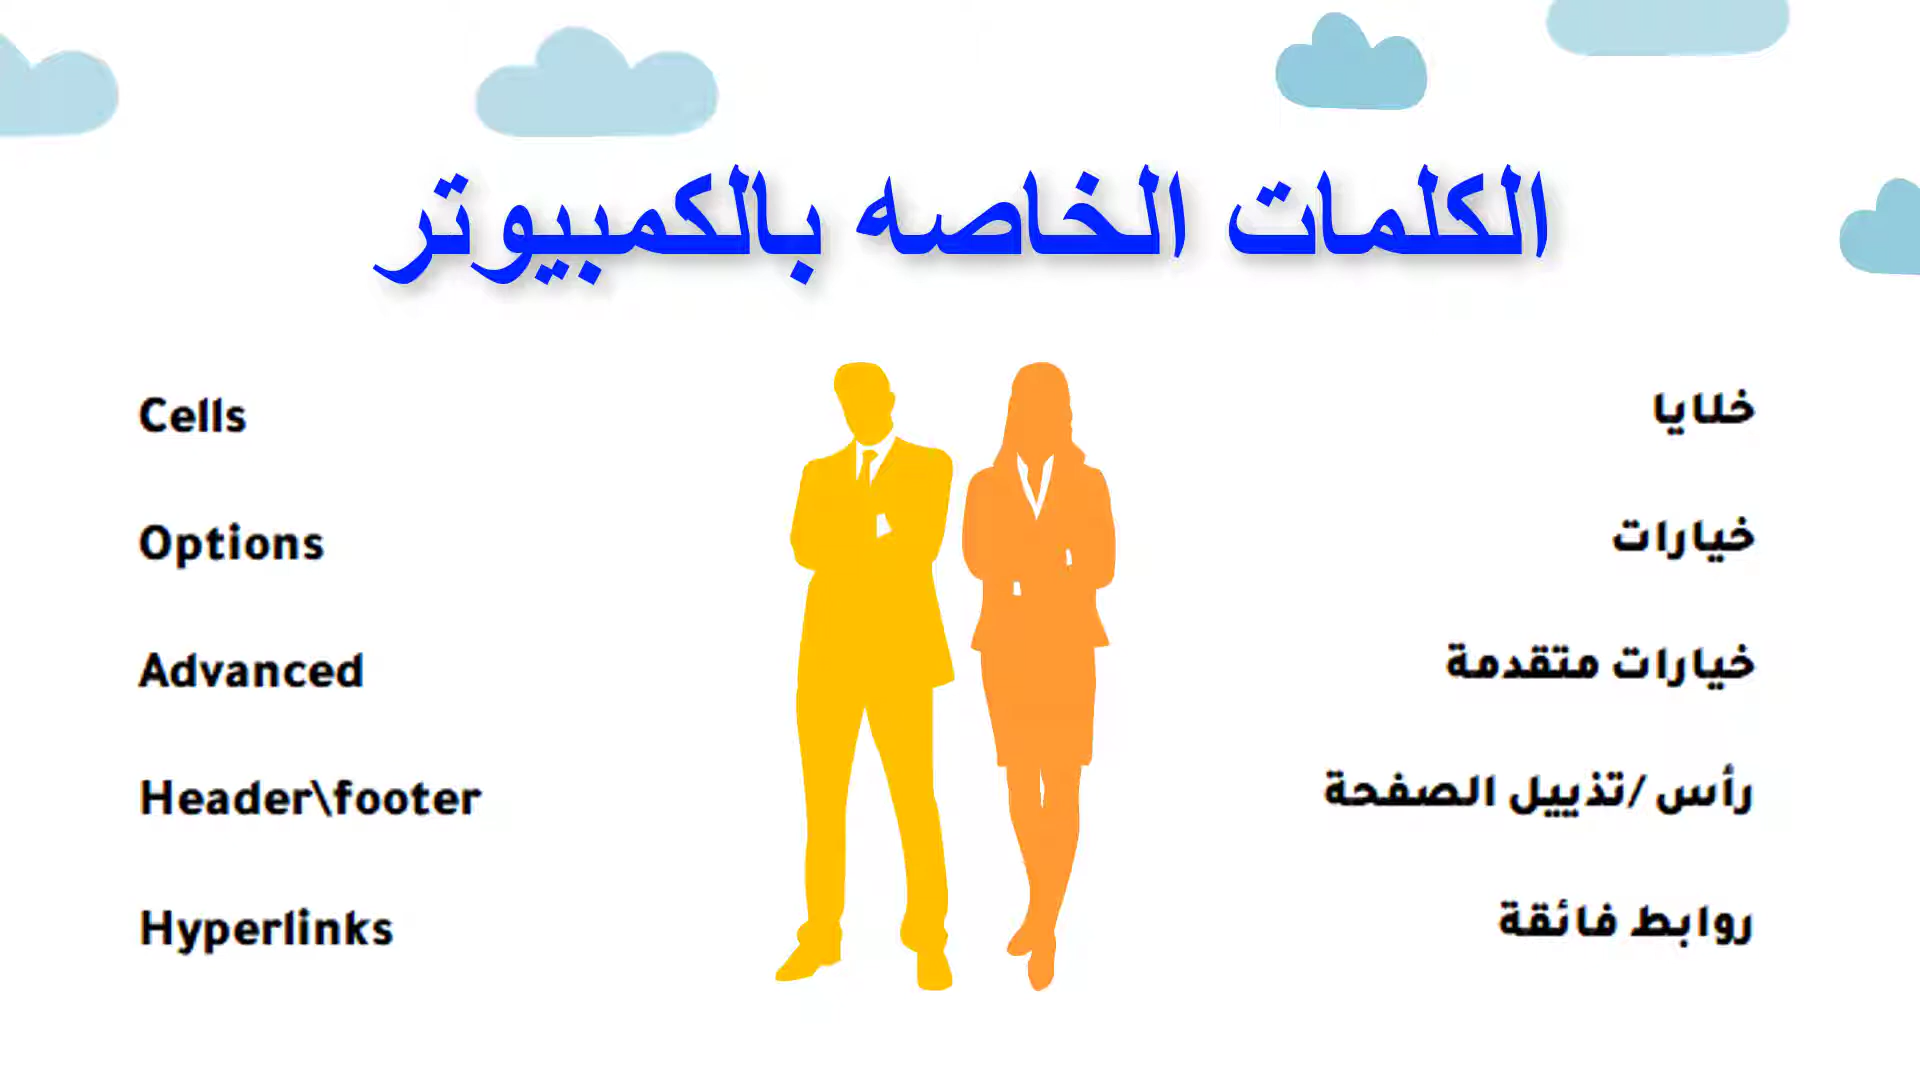 الكلمات الخاصه بالكمبيوتر
Cells خلايا
Options خيارات
Advanced خيارات متقدمة
Header\footer رأس /تذييل الصفحة
Hyperlinks روابط فائقة